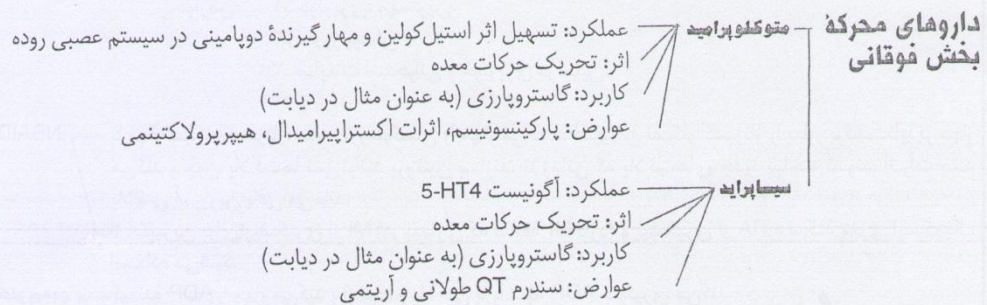 داروهای محرکهٔ
بخش فوقانی
متوکلوپرامید
عملکرد: تسهیل اثر استیل‌کولین و مهار گیرندهٔ دوپامینی در سیستم عصبی روده
اثر: تحریک حرکات معده
کاربرد: گاستروپارزی (به عنوان مثال در دیابت)
عوارض: پارکینسونیسم، اثرات اکستراپیرامیدال، هیپرپرولاکتینمی
سیساپراید
عملکرد: آگونیست 5-HT4
اثر: تحریک حرکات معده
کاربرد: گاستروپارزی (به عنوان مثال در دیابت)
عوارض: سندرم QT طولانی و آریتمی